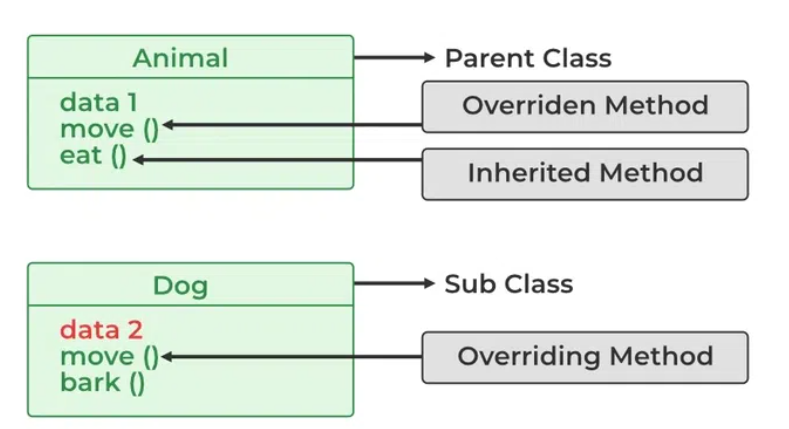 Animal
Parent Class
data 1
Overriden Method
move ()
eat ()
Inherited Method
Dog
Sub Class
data 2
move ()
Overriding Method
bark ()